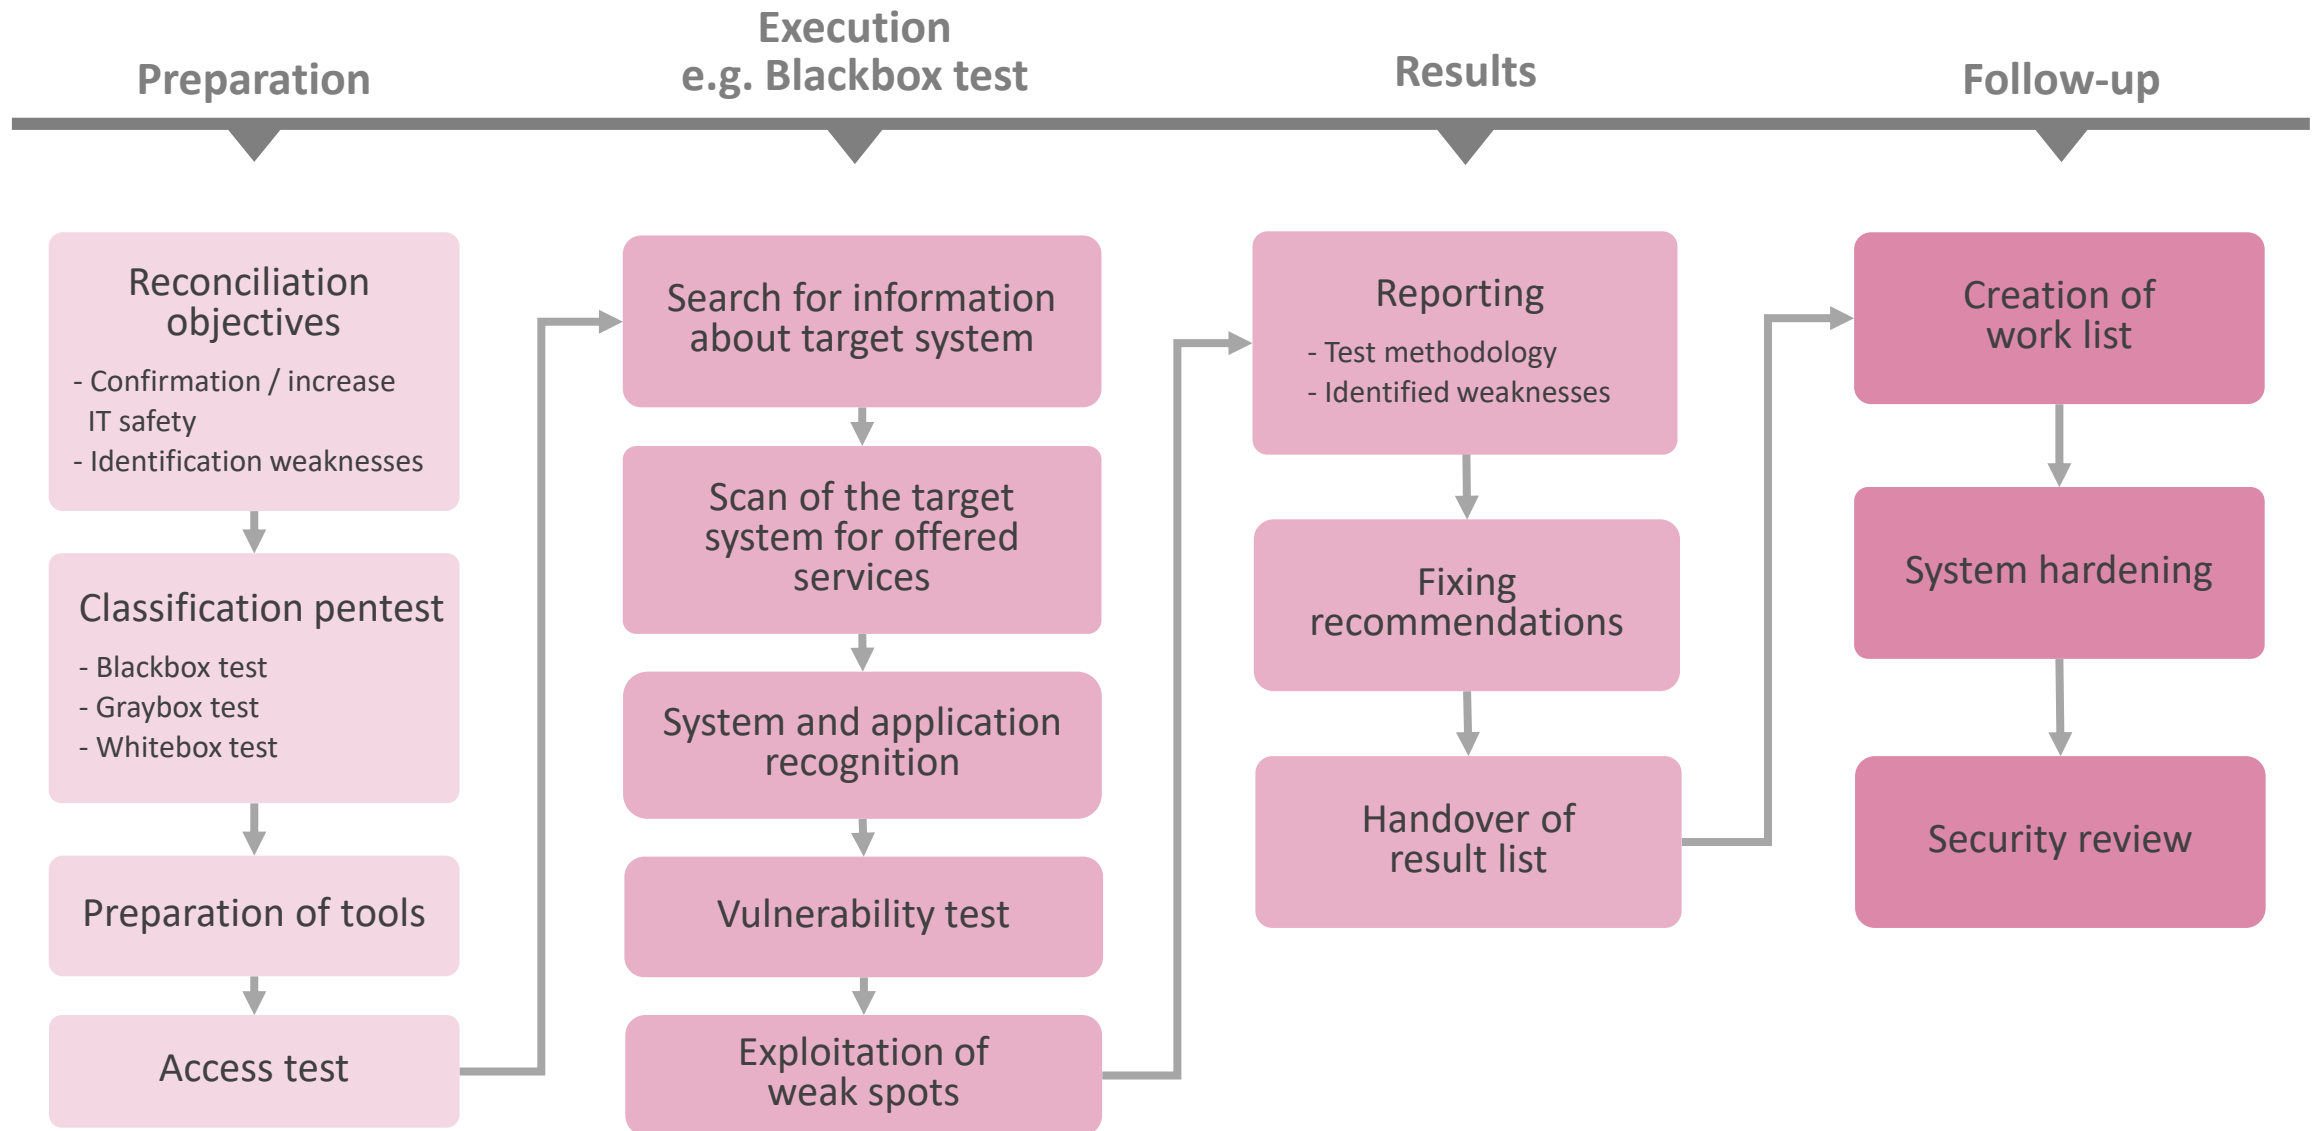 Preparation
Execution
e.g. Blackbox test
Results
Follow-up
Reconciliation
objectives
- Confirmation / increase
IT safety
- Identification weaknesses
Classification pentest
- Blackbox test
- Graybox test
- Whitebox test
Preparation of tools
Access test
Search for information
about target system
Scan of the target
system for offered
services
System and application
recognition
Vulnerability test
Exploitation of
weak spots
Reporting
- Test methodology
- Identified weaknesses
Fixing
recommendations
Handover of
result list
Creation of
work list
System hardening
Security review